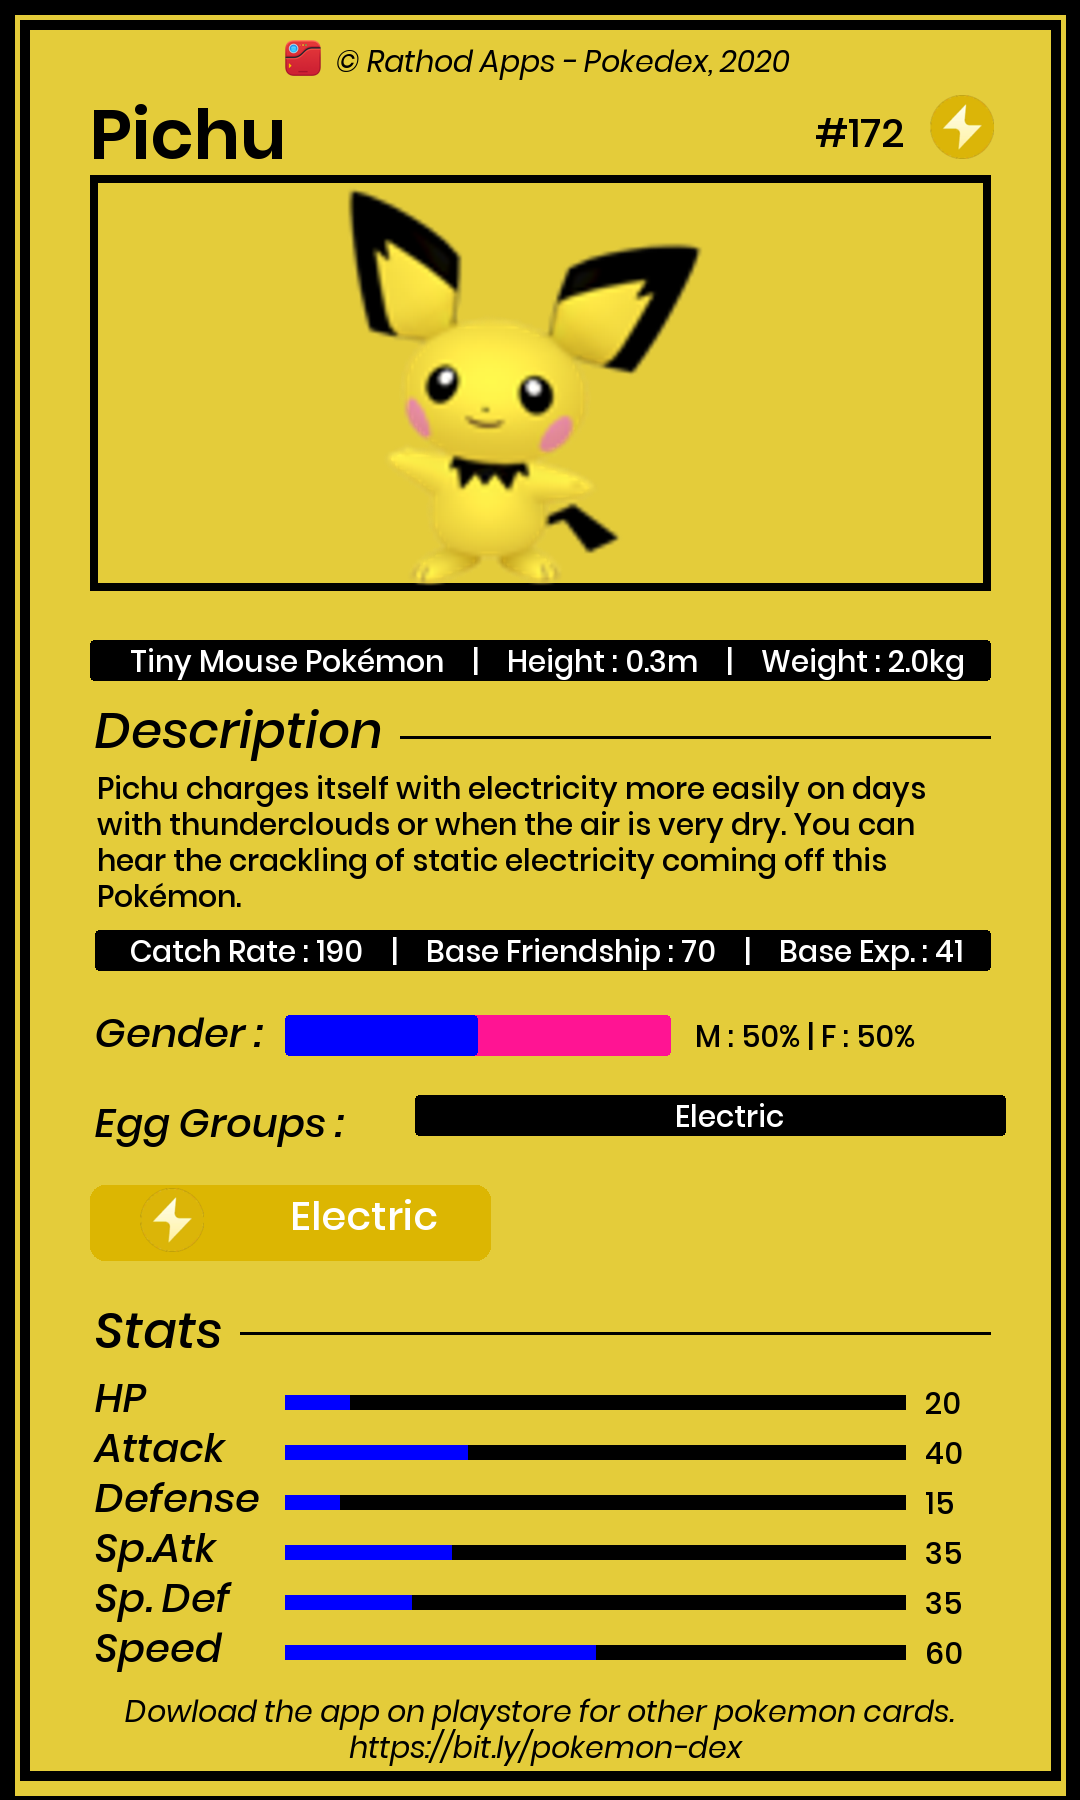 © Rathod Apps - Pokedex, 2020
Pichu
#172
Tiny Mouse Pokémon | Height : 0.3m | Weight : 2.0kg
Description
Pichu charges itself with electricity more easily on days
with thunderclouds or when the air is very dry. You can
hear the crackling of static electricity coming off this
Pokémon.
Catch Rate : 190 | Base Friendship : 70 | Base Exp. : 41
Gender : M : 50% | F : 50%
Egg Groups : Electric
Electric
Stats
HP 20
Attack 40
Defense 15
Sp.Atk 35
Sp. Def 35
Speed 60
Dowload the app on playstore for other pokemon cards.
https://bit.ly/pokemon-dex